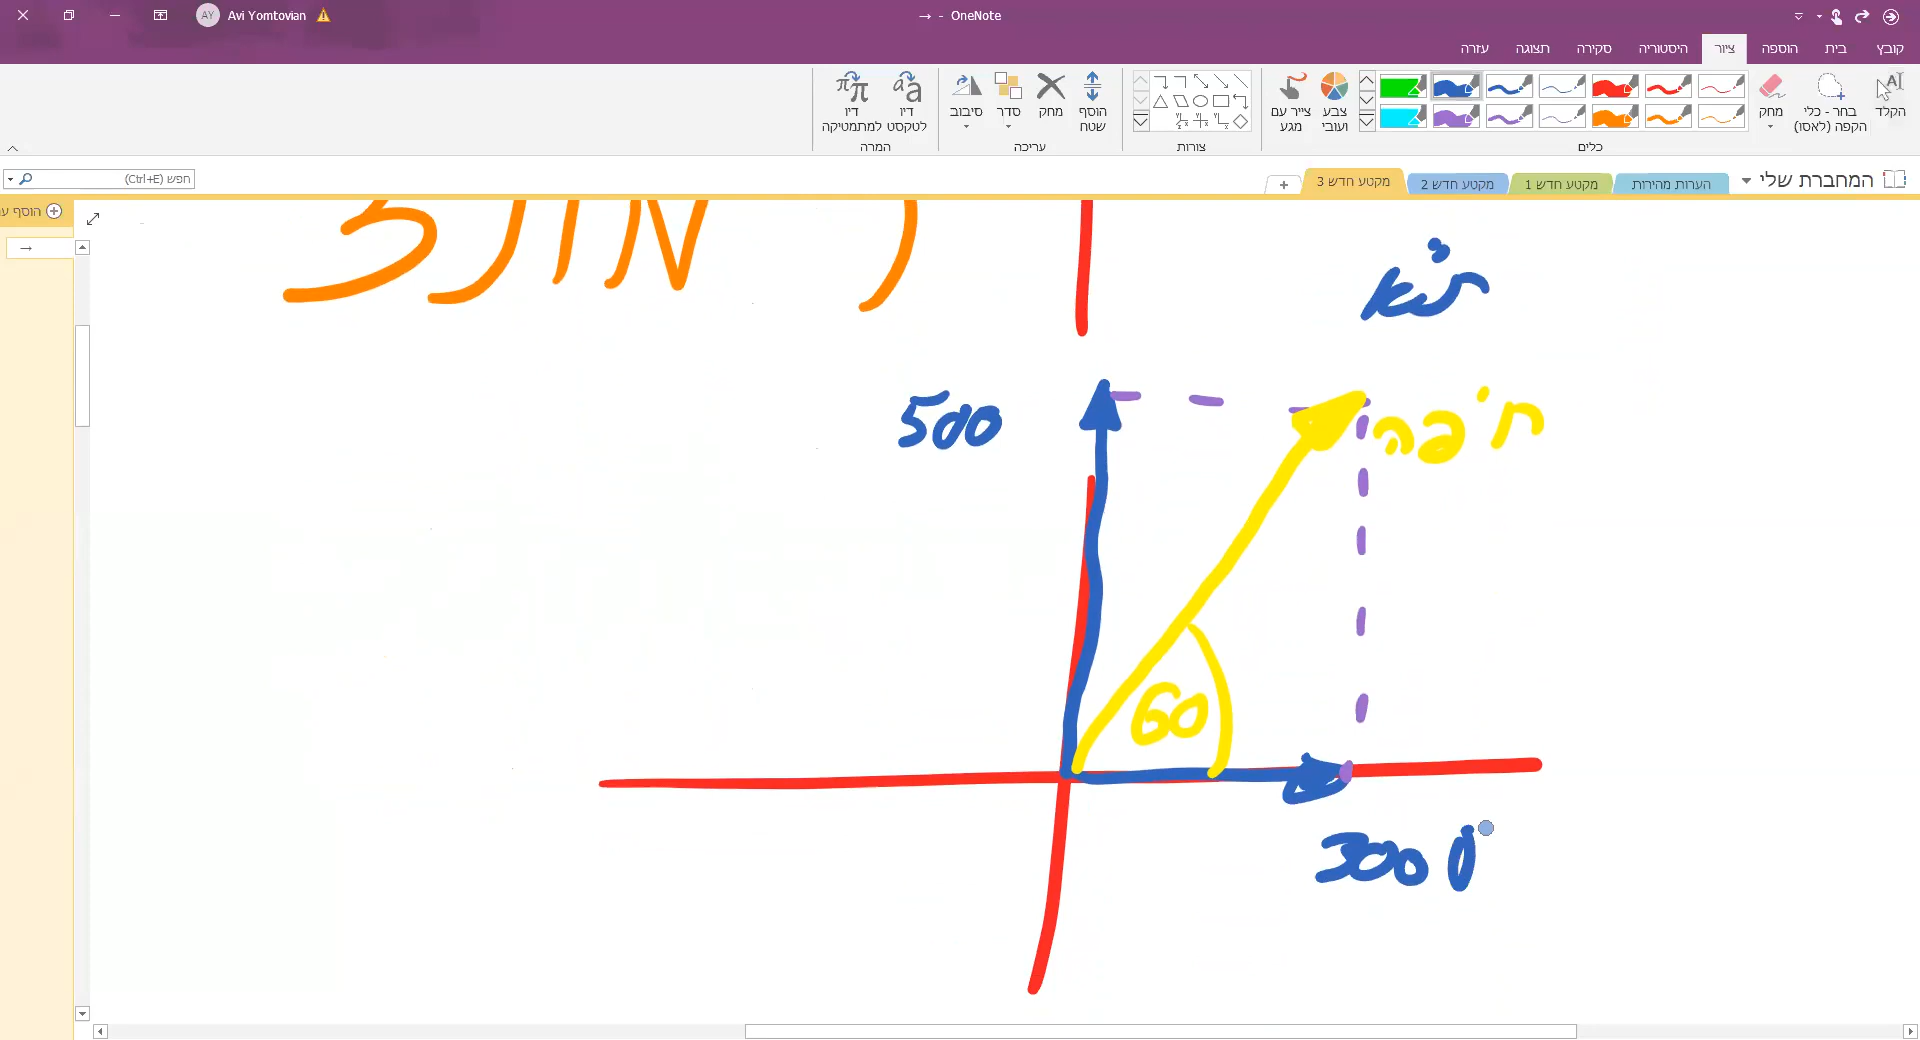 Avi Yomtovian
→ - OneNote
קובץ בית הוספה ציור היסטוריה סקירה תצוגה עזרה
הקלד
בחר - כלי הקפה (לאסו)
מחק
כלים
צבע ועובי
צייר עם מגע
צורות
הוסף שטח
מחק
סדר
סיבוב
עריכה
דיו לטקסט
דיו למתמטיקה
המרה
המחברת שלי
הערות מהירות
מקטע חדש 1
מקטע חדש 2
מקטע חדש 3
חפש (Ctrl+E)
→
500
60
300